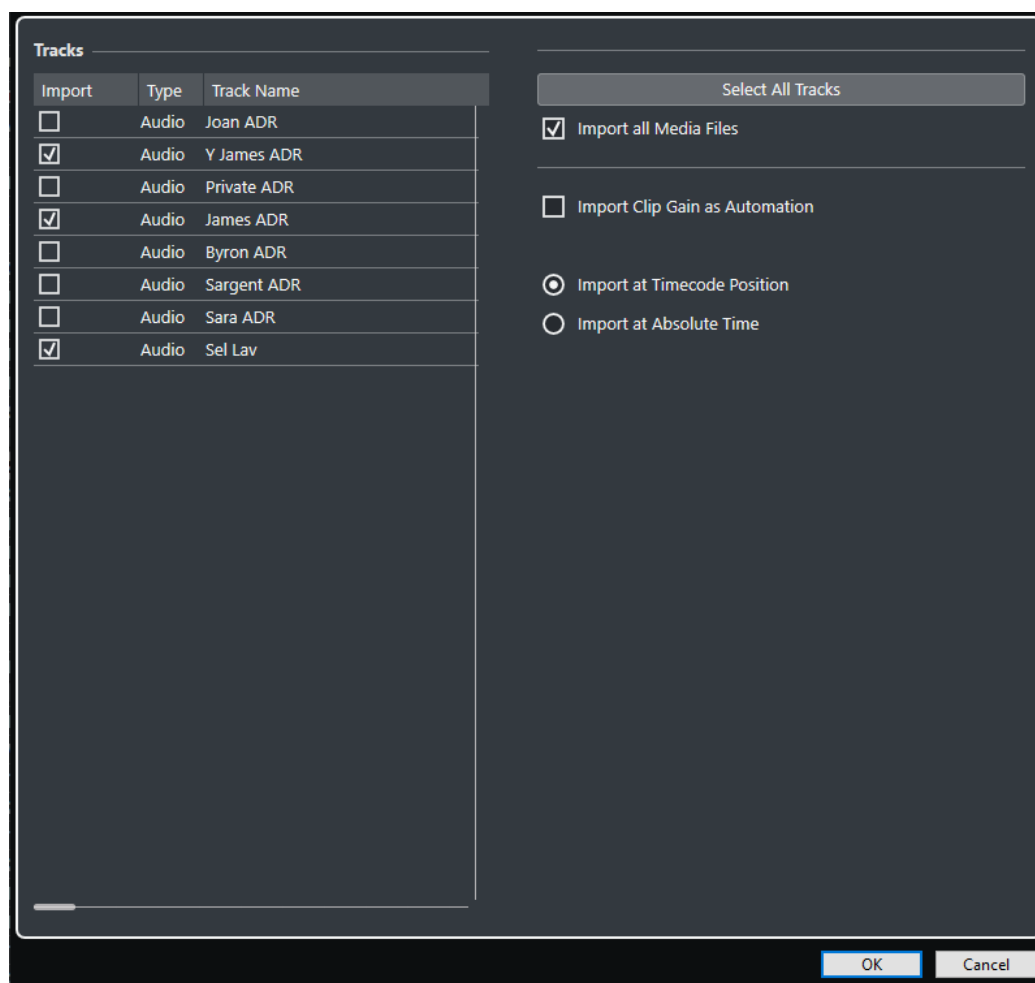 Tracks
Import Type Track Name
Audio Joan ADR
Audio Y James ADR
Audio Private ADR
Audio James ADR
Audio Byron ADR
Audio Sargent ADR
Audio Sara ADR
Audio Sel Lav
Select All Tracks
Import all Media Files
Import Clip Gain as Automation
Import at Timecode Position
Import at Absolute Time
OK Cancel